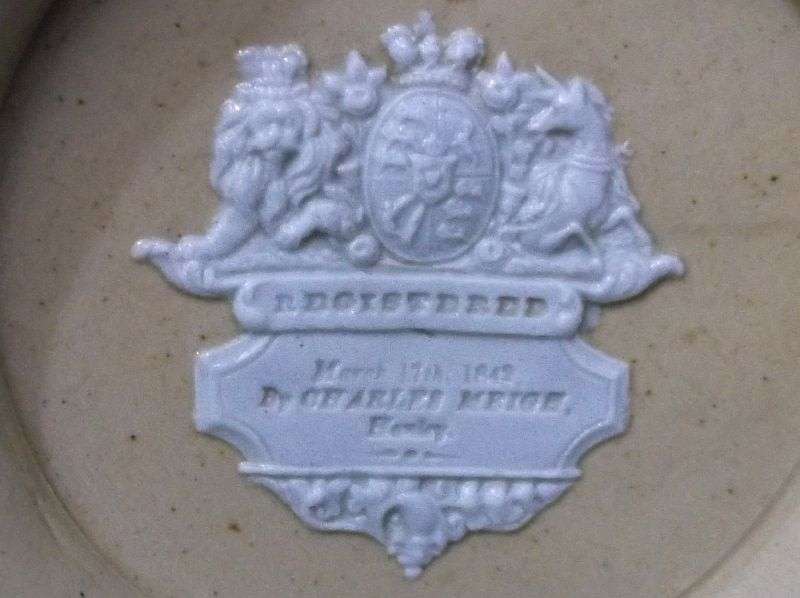 REGISTERED
March 17th 1842
By CHARLES MEIGH,
Hanley